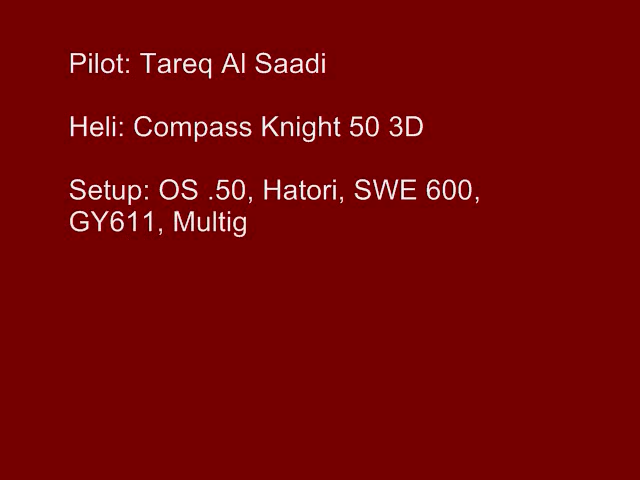 Pilot: Tareq Al Saadi
Heli: Compass Knight 50 3D
Setup: OS .50, Hatori, SWE 600,
GY611, Multig